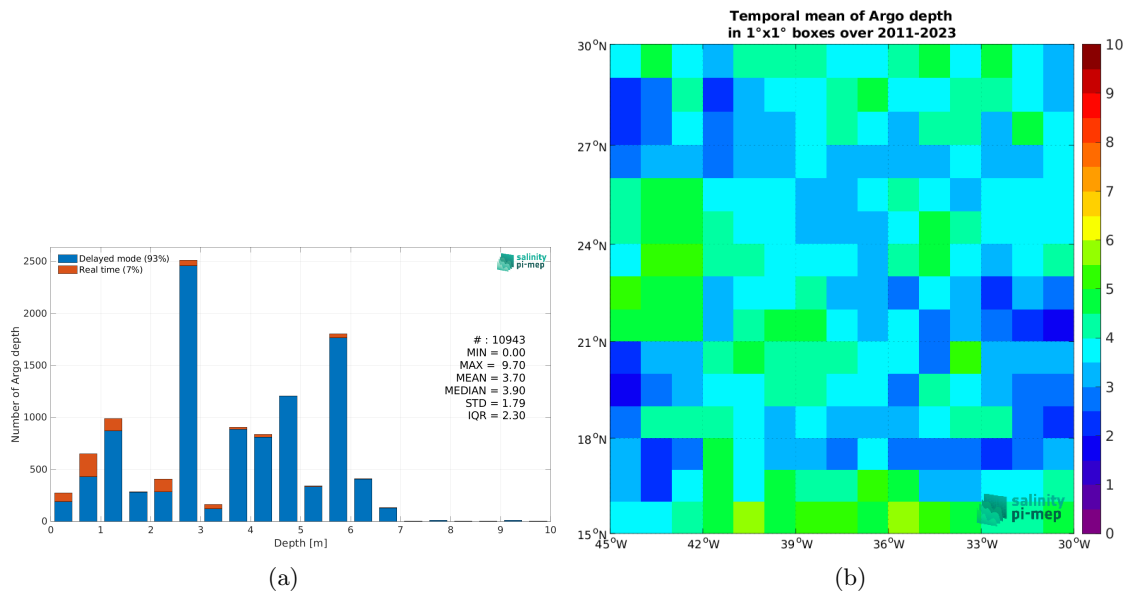 Delayed mode (93%)
Real time (7%)
salinity
pi-mep
# : 10943
MIN = 0.00
MAX = 9.70
MEAN = 3.70
MEDIAN = 3.90
STD = 1.79
IQR = 2.30
Number of Argo depth
2500
2000
1500
1000
500
0
0 1 2 3 4 5 6 7 8 9 10
Depth [m]
(a)
Temporal mean of Argo depth
in 1°x1° boxes over 2011-2023
30°N
27°N
24°N
21°N
18°N
15°N
45°W 42°W 39°W 36°W 33°W 30°W
salinity
pi-mep
10
9
8
7
6
5
4
3
2
1
0
(b)